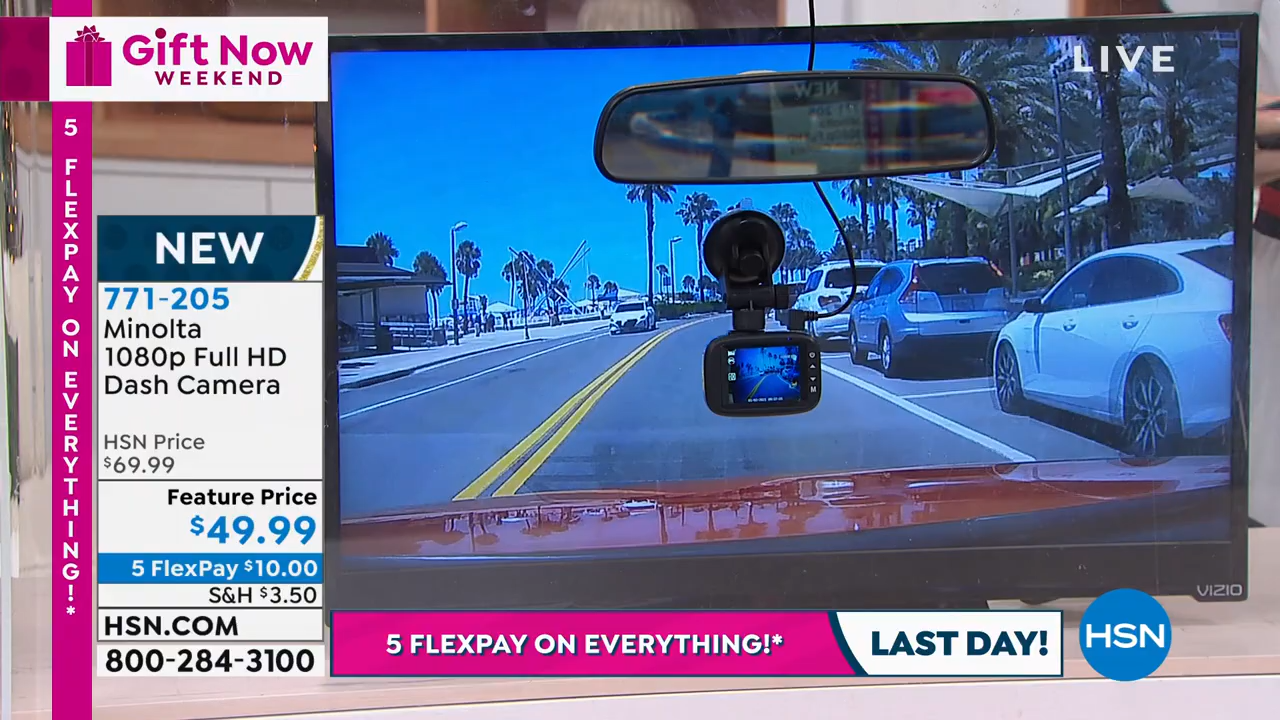 Gift Now
WEEKEND
5 FLEXPAY ON EVERYTHING!*
NEW
771-205
Minolta
1080p Full HD
Dash Camera
HSN Price
$69.99
Feature Price
$49.99
5 FlexPay $10.00
S&H $3.50
HSN.COM
800-284-3100
LIVE
NEW
M
VIZIO
5 FLEXPAY ON EVERYTHING!*
LAST DAY!
HSN